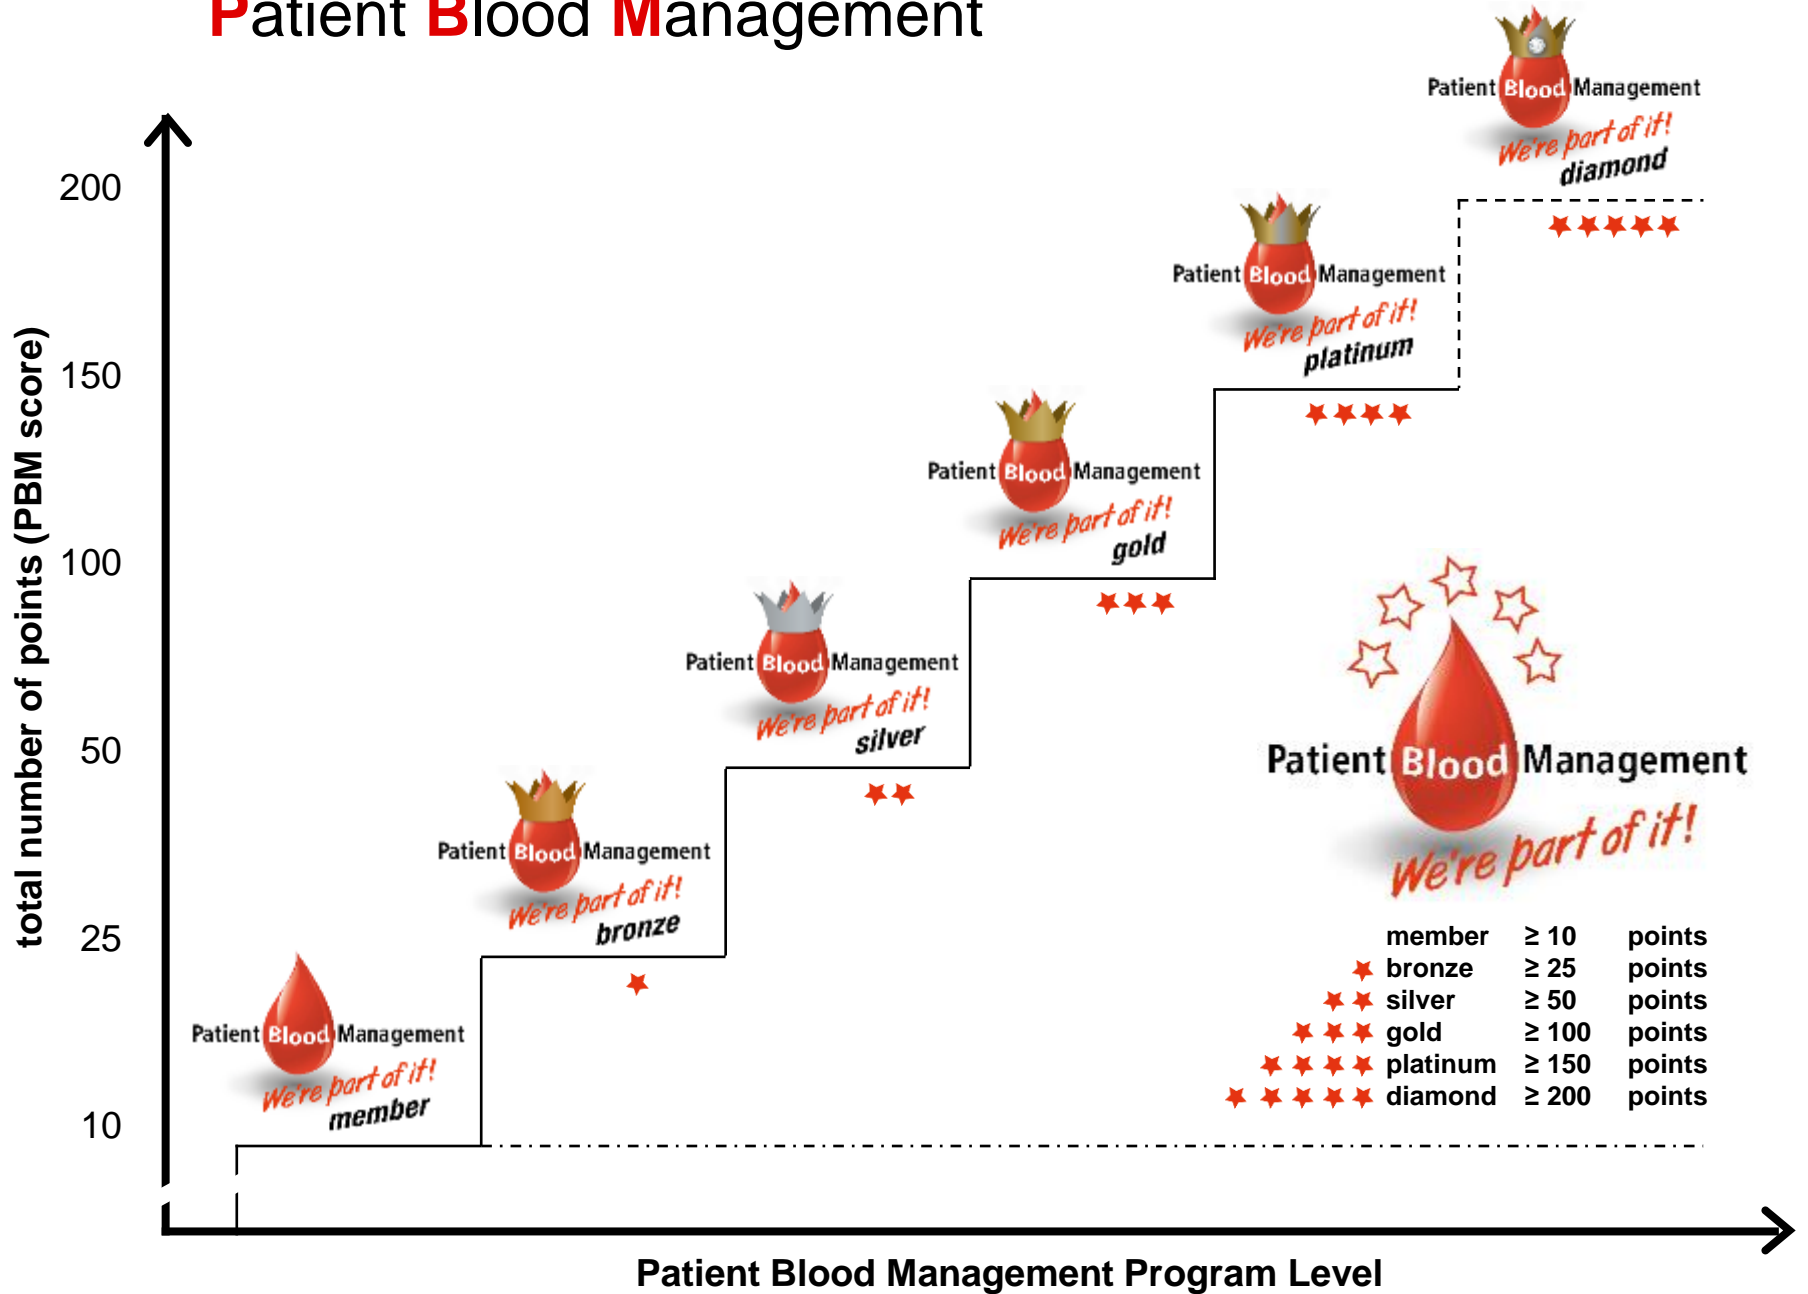 Patient Blood Management
Patient Blood Management
We're part of it!
diamond
200
Patient Blood Management
We're part of it!
platinum
150
Patient Blood Management
We're part of it!
gold
100
Patient Blood Management
We're part of it!
silver
50
Patient Blood Management
We're part of it!
bronze
25
Patient Blood Management
We're part of it!
member
10
total number of points (PBM score)
Patient Blood Management
We're part of it!
member ≥ 10 points
bronze ≥ 25 points
silver ≥ 50 points
gold ≥ 100 points
platinum ≥ 150 points
diamond ≥ 200 points
Patient Blood Management Program Level